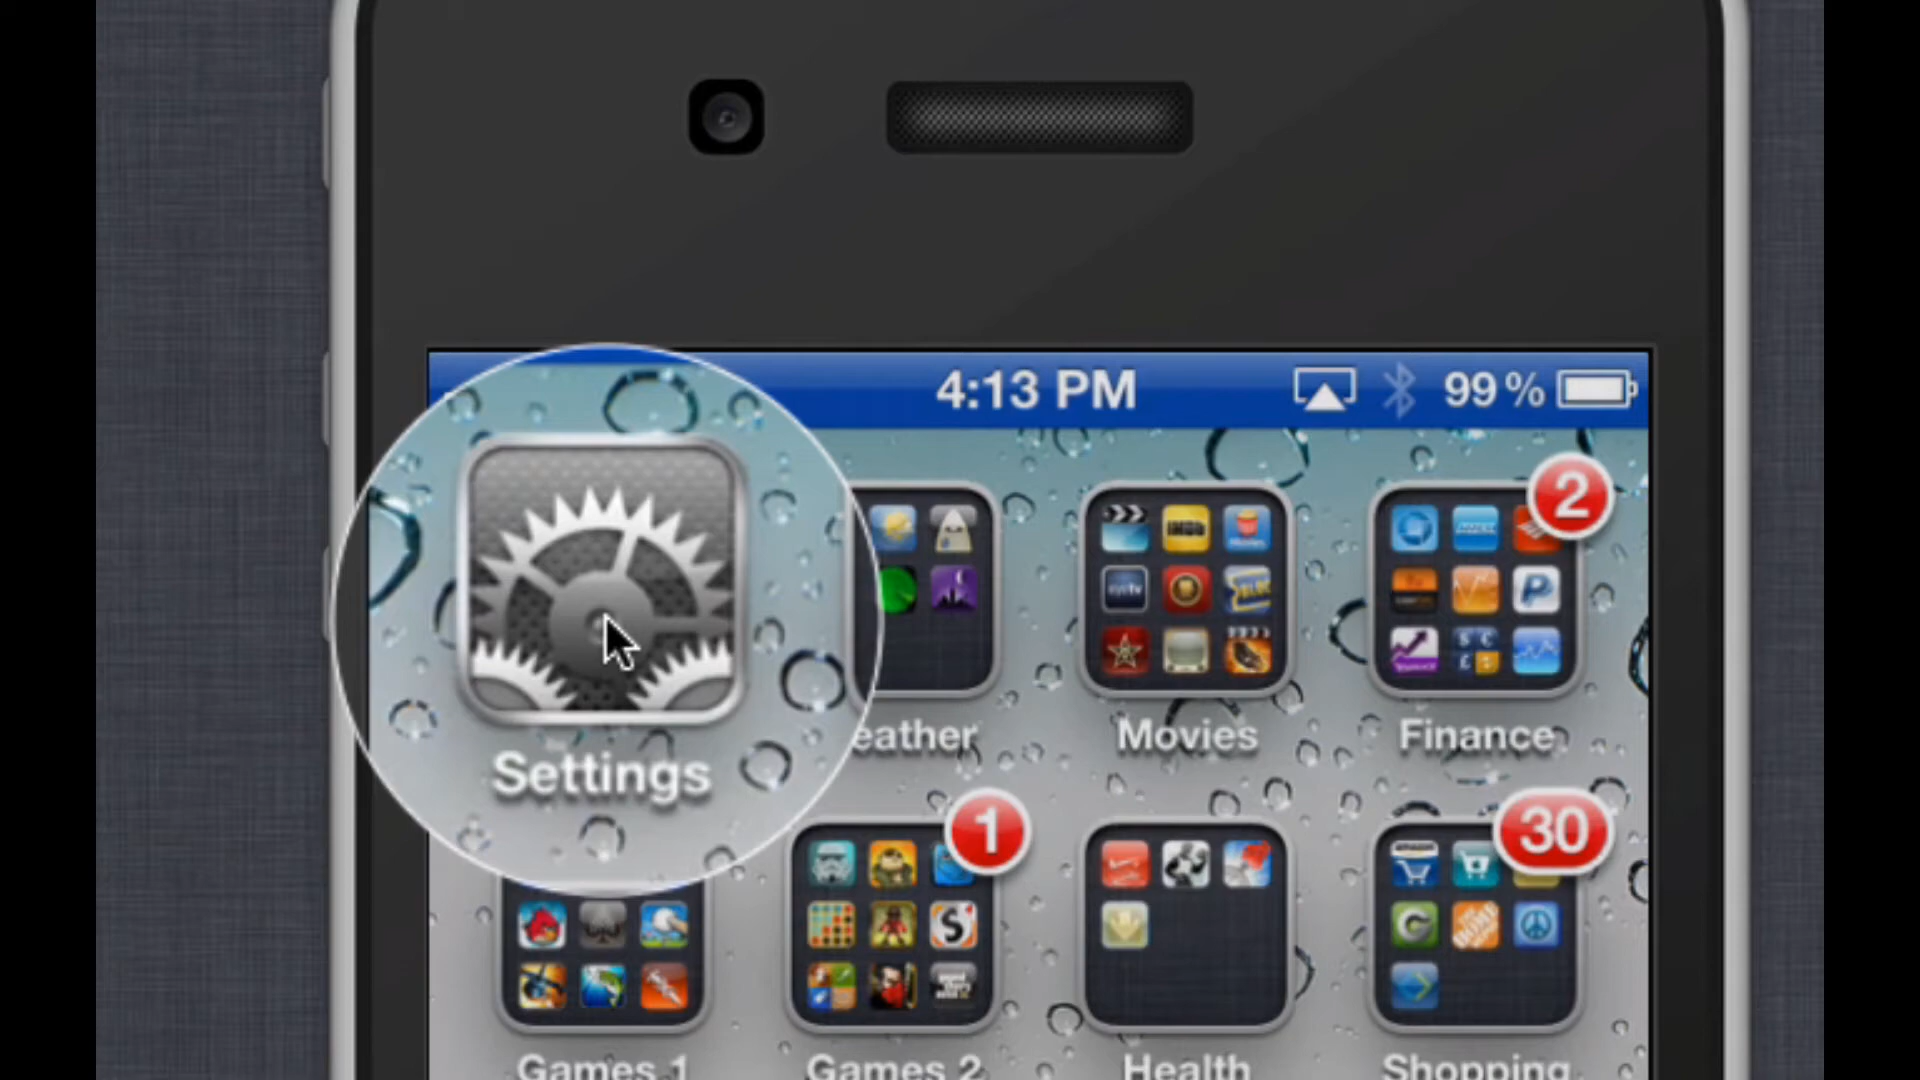 4:13 PM 99%
2
Settings
eather Movies Finance
1 30
Games 1 Games 2 Health Shopping